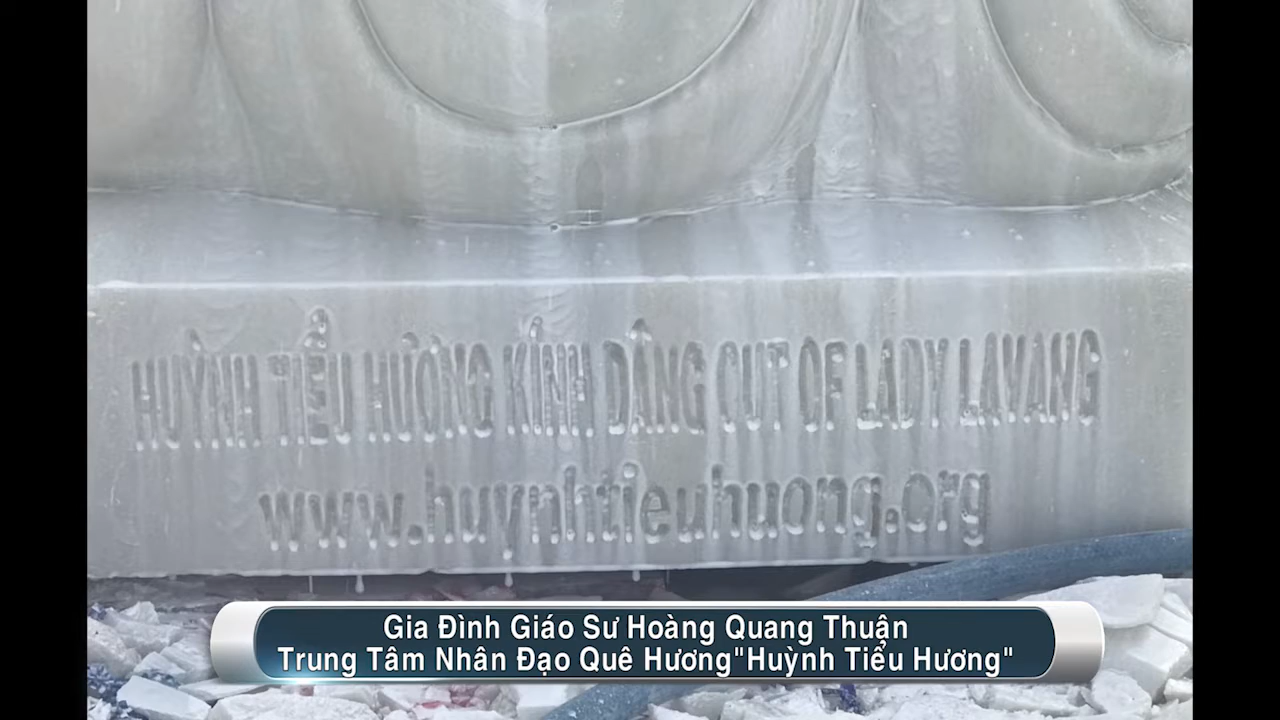 HUỲNH TIỂU HƯƠNG KÍNH DÂNG CUT OF LADY LAVANG
www.huynhtieuhuong.org
Gia Đình Giáo Sư Hoàng Quang Thuận
Trung Tâm Nhân Đạo Quê Hương"Huỳnh Tiểu Hương"